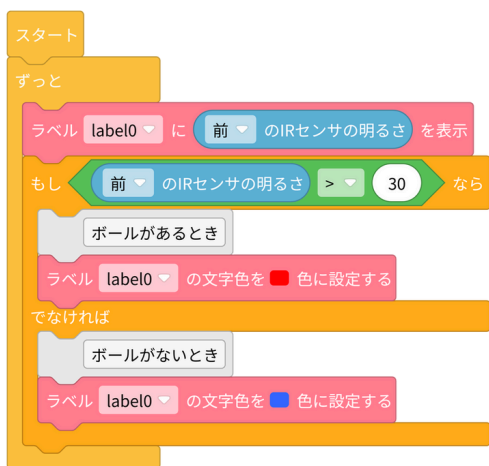 スタート
ずっと
ラベル label0 に 前 のIRセンサの明るさ を表示
もし 前 のIRセンサの明るさ > 30 なら
ボールがあるとき
ラベル label0 の文字色を 色に設定する
でなければ
ボールがないとき
ラベル label0 の文字色を 色に設定する